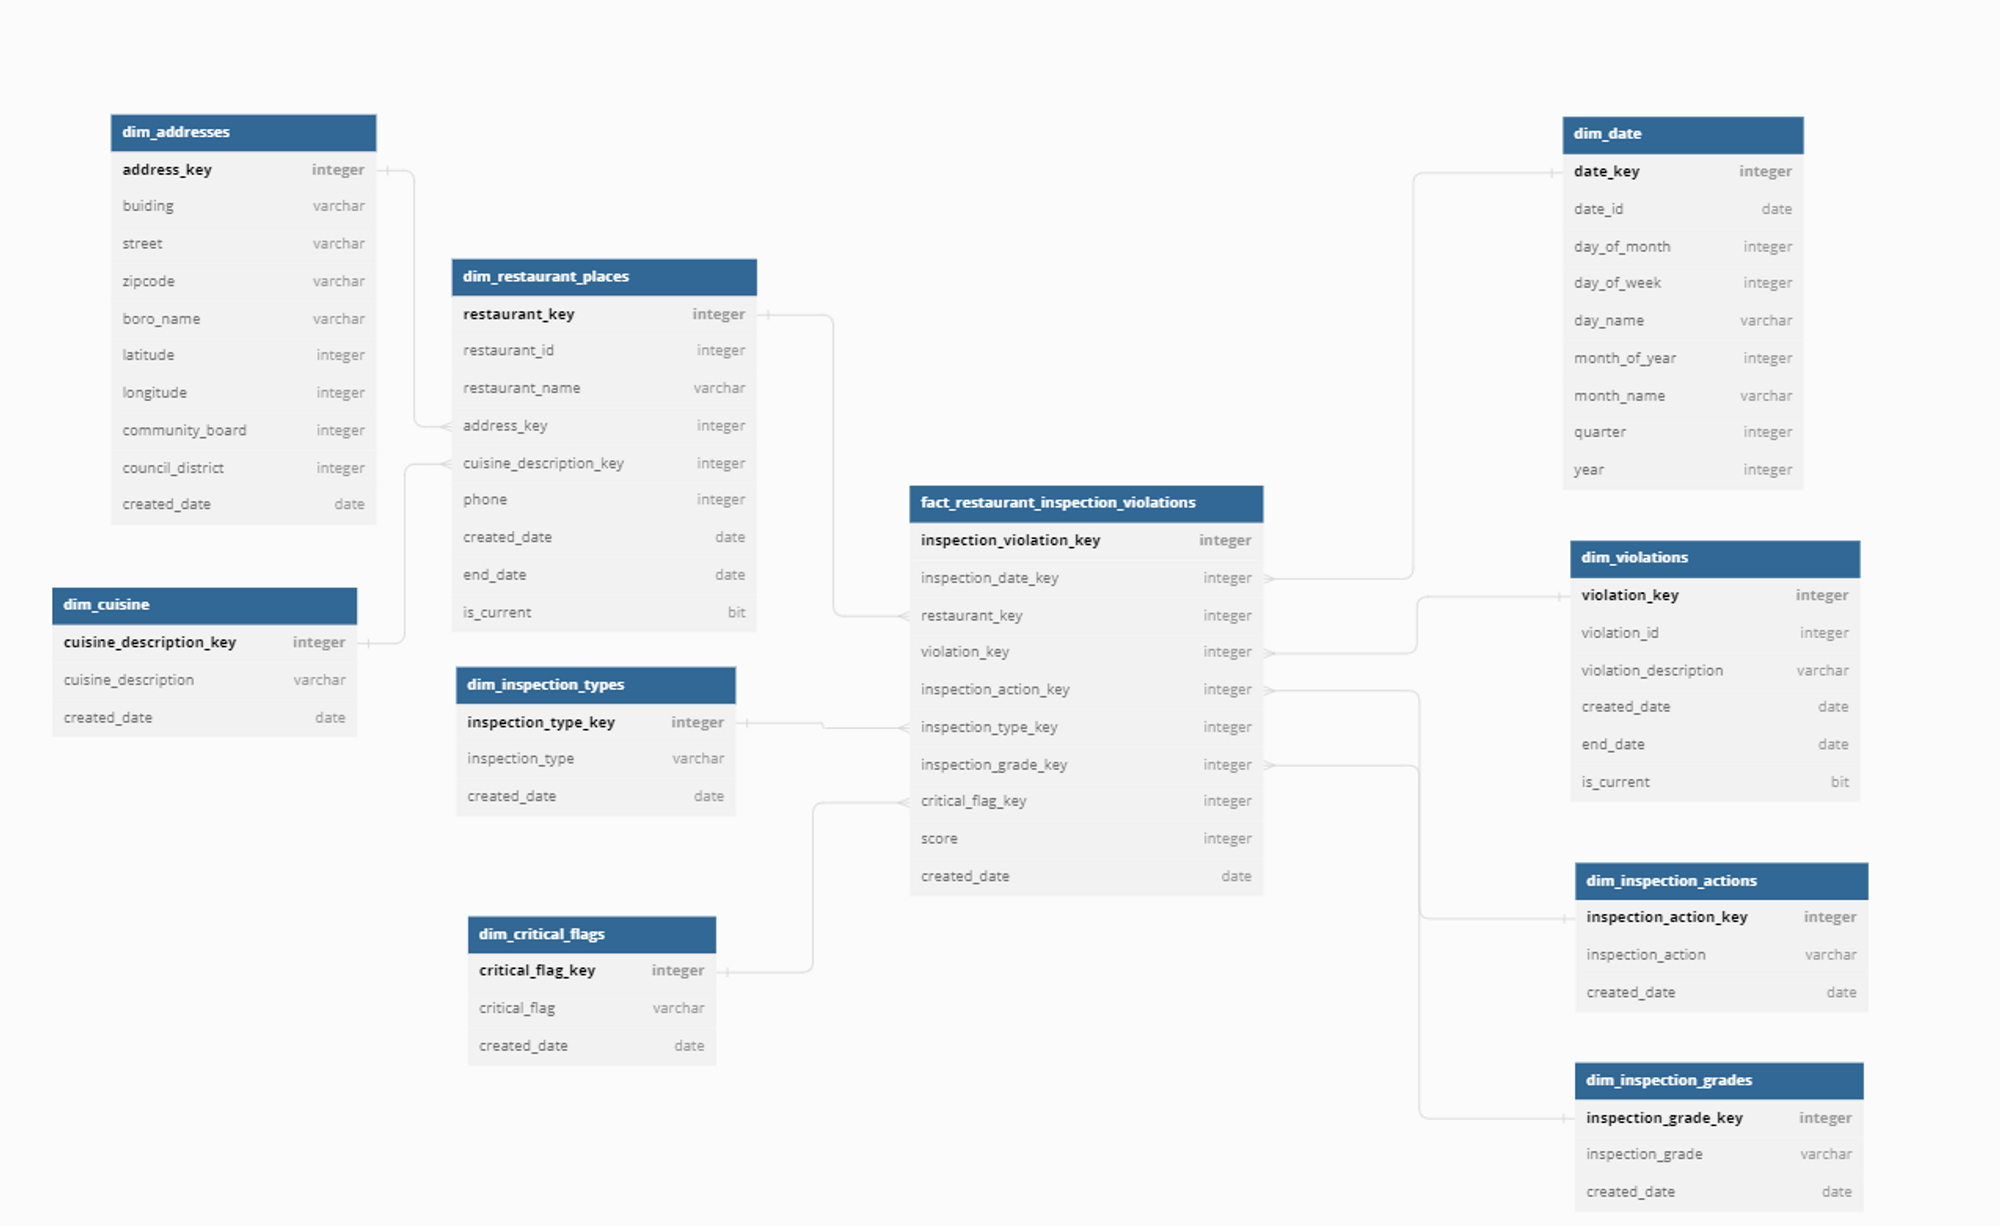 dim_addresses
address_key integer
buiding varchar
street varchar
zipcode varchar
boro_name varchar
latitude integer
longitude integer
community_board integer
council_district integer
created_date date
dim_cuisine
cuisine_description_key integer
cuisine_description varchar
created_date date
dim_restaurant_places
restaurant_key integer
restaurant_id integer
restaurant_name varchar
address_key integer
cuisine_description_key integer
phone integer
created_date date
end_date date
is_current bit
dim_inspection_types
inspection_type_key integer
inspection_type varchar
created_date date
dim_critical_flags
critical_flag_key integer
critical_flag varchar
created_date date
fact_restaurant_inspection_violations
inspection_violation_key integer
inspection_date_key integer
restaurant_key integer
violation_key integer
inspection_action_key integer
inspection_type_key integer
inspection_grade_key integer
critical_flag_key integer
score integer
created_date date
dim_date
date_key integer
date_id date
day_of_month integer
day_of_week integer
day_name varchar
month_of_year integer
month_name varchar
quarter integer
year integer
dim_violations
violation_key integer
violation_id integer
violation_description varchar
created_date date
end_date date
is_current bit
dim_inspection_actions
inspection_action_key integer
inspection_action varchar
created_date date
dim_inspection_grades
inspection_grade_key integer
inspection_grade varchar
created_date date